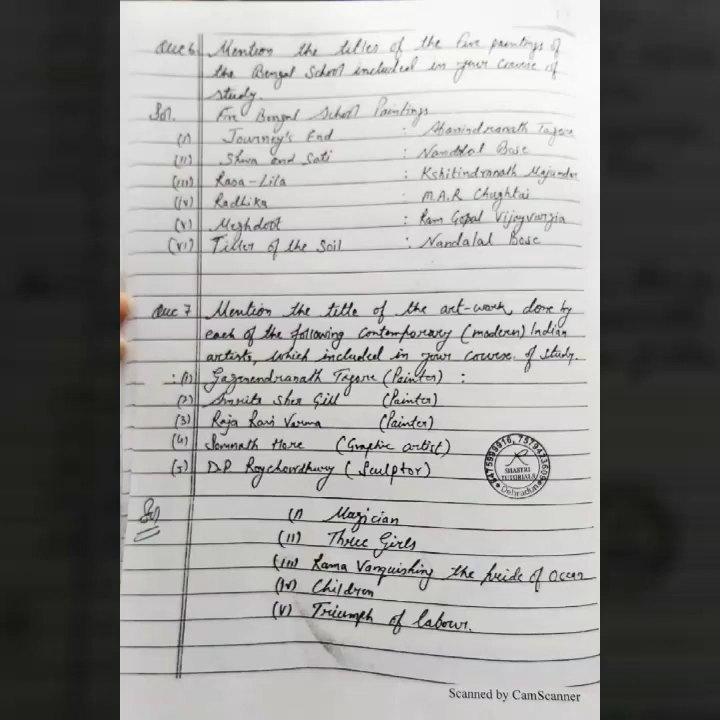 Que 6. Mention the titles of the five paintings of
the Bengal School included in your course of
study.
Sol. Five Bengal School Paintings
(i) Journey's End : Abanindranath Tagore
(ii) Shiva and Sati : Nandalal Bose
(iii) Rasa-Lila : Kshitindranath Majumdar
(iv) Radhika : M.A.R Chughtai
(v) Meghdoot : Ram Gopal Vijayvargia
(vi) Tiller of the Soil : Nandalal Bose
Que 7 Mention the title of the art-work, done by
each of the following contemporary (modern) Indian
artists, which included in your course of study.
: (1) Gagenendranath Tagore (Painter) :
(2) Amrita Sher Gill (Painter)
(3) Raja Ravi Varma (Painter)
(4) Somnath Hore (Graphic artist)
(5) D.P. Roychowdhury (Sculptor)
SHASTRI
TUTORIALS
Dehradun
Sol (i) Magician
(ii) Three Girls
(iii) Rama Vanquishing the pride of Ocean
(iv) Children
(v) Triumph of labour.
Scanned by CamScanner